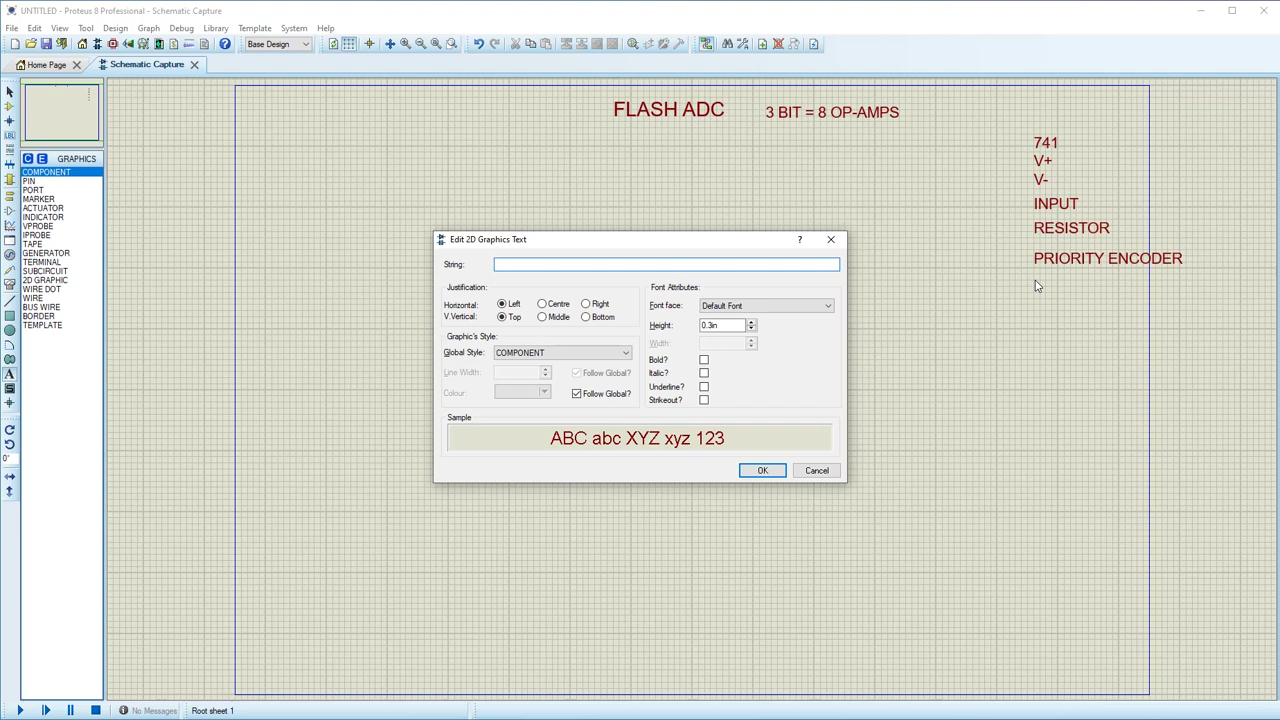 UNTITLED - Proteus 8 Professional - Schematic Capture
File Edit View Tool Design Graph Debug Library Template System Help
Base Design
Home Page
Schematic Capture
FLASH ADC
3 BIT = 8 OP-AMPS
C E GRAPHICS
COMPONENT
PIN
PORT
MARKER
ACTUATOR
INDICATOR
VPROBE
IPROBE
TAPE
GENERATOR
TERMINAL
SUBCIRCUIT
2D GRAPHIC
WIRE DOT
WIRE
BUS WIRE
BORDER
TEMPLATE
741
V+
V-
INPUT
RESISTOR
PRIORITY ENCODER
Edit 2D Graphics Text
?
String:
Justification:
Horizontal: Left Centre Right
V.Vertical: Top Middle Bottom
Graphic's Style:
Global Style: COMPONENT
Line Width: Follow Global?
Colour: Follow Global?
Font Attributes:
Font face: Default Font
Height: 0.3in
Width:
Bold?
Italic?
Underline?
Strikeout?
Sample
ABC abc XYZ xyz 123
OK
Cancel
LBL
A
0°
No Messages
Root sheet 1